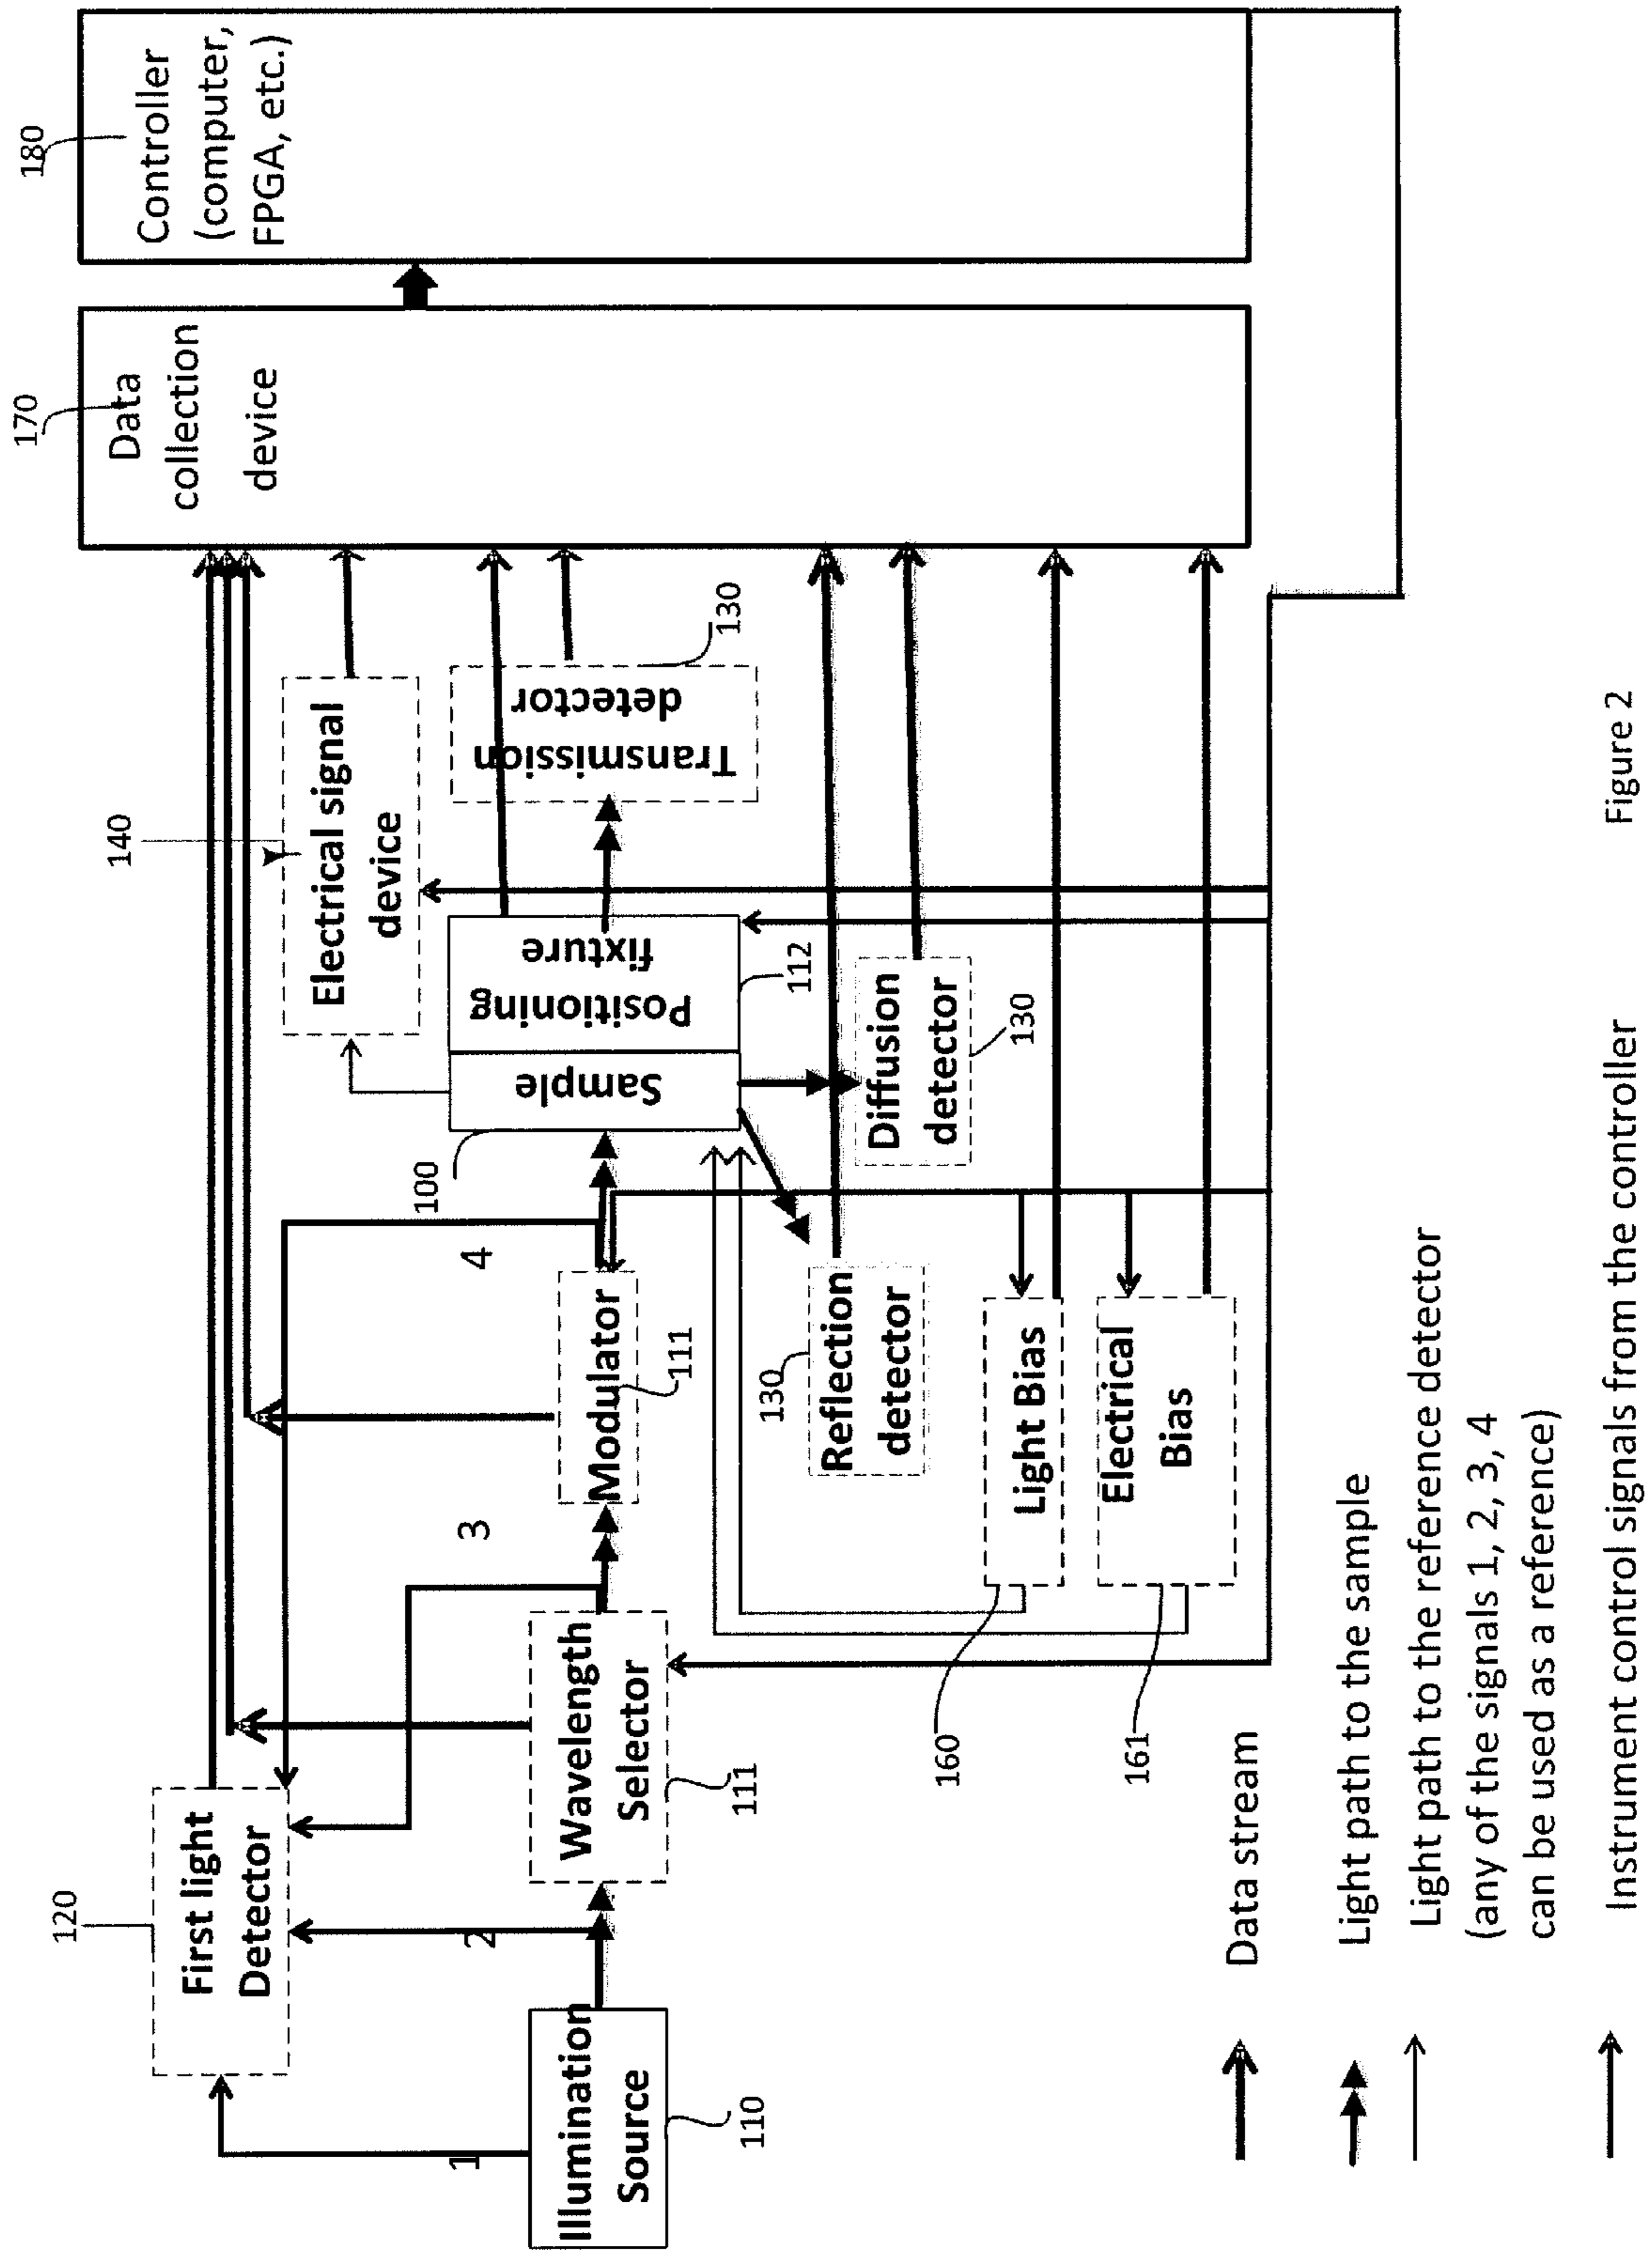 120
First light
Detector
140
Electrical signal
device
170
Data
collection
device
180
Controller
(computer,
FPGA, etc.)
1
2
3
4
Illumination
Source
110
Wavelength
Selector
111
Modulator
111
100
Sample
Positioning
fixture
112
Transmission
detector
130
130
Reflection
detector
Diffusion
detector
130
Light Bias
160
Electrical
Bias
161
Data stream
Light path to the sample
Light path to the reference detector
(any of the signals 1, 2, 3, 4
can be used as a reference)
Instrument control signals from the controller
Figure 2